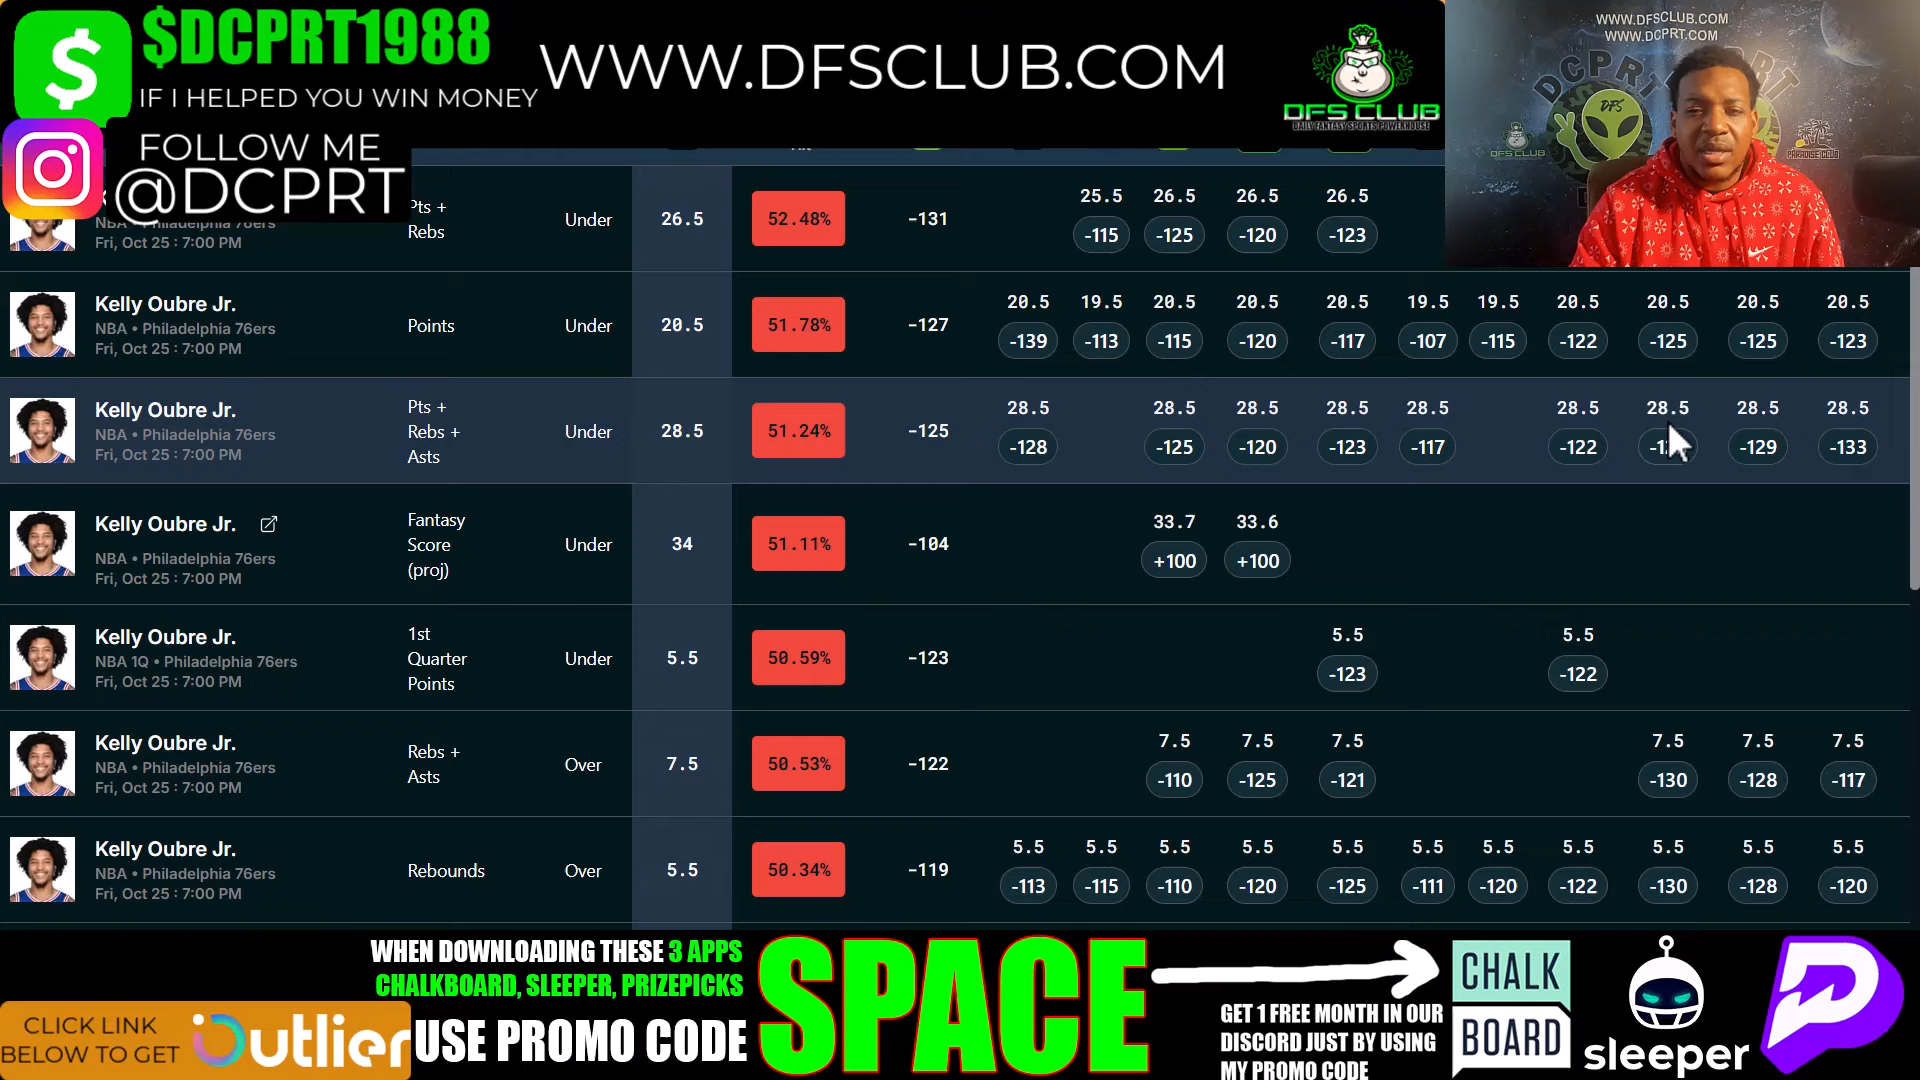 $DCPRT1988
IF I HELPED YOU WIN MONEY
WWW.DFSCLUB.COM
DFS CLUB
DAILY FANTASY SPORTS POWERHOUSE
WWW.DFSCLUB.COM
WWW.DCPRT.COM
DCPRT
DFS
DFS CLUB
FOLLOW ME
@DCPRT
Fri, Oct 25 : 7:00 PM
Pts +
Rebs
Under
26.5
52.48%
-131
25.5 26.5 26.5 26.5
-115 -125 -120 -123
Kelly Oubre Jr.
NBA • Philadelphia 76ers
Fri, Oct 25 : 7:00 PM
Points
Under
20.5
51.78%
-127
20.5 19.5 20.5 20.5 20.5 19.5 19.5 20.5 20.5 20.5 20.5
-139 -113 -115 -120 -117 -107 -115 -122 -125 -125 -123
Kelly Oubre Jr.
NBA • Philadelphia 76ers
Fri, Oct 25 : 7:00 PM
Pts +
Rebs +
Asts
Under
28.5
51.24%
-125
28.5 28.5 28.5 28.5 28.5 28.5 28.5 28.5 28.5
-128 -125 -120 -123 -117 -122 -129 -133
Kelly Oubre Jr.
NBA • Philadelphia 76ers
Fri, Oct 25 : 7:00 PM
Fantasy
Score
(proj)
Under
34
51.11%
-104
33.7 33.6
+100 +100
Kelly Oubre Jr.
NBA 1Q • Philadelphia 76ers
Fri, Oct 25 : 7:00 PM
1st
Quarter
Points
Under
5.5
50.59%
-123
5.5 5.5
-123 -122
Kelly Oubre Jr.
NBA • Philadelphia 76ers
Fri, Oct 25 : 7:00 PM
Rebs +
Asts
Over
7.5
50.53%
-122
7.5 7.5 7.5 7.5 7.5 7.5
-110 -125 -121 -130 -128 -117
Kelly Oubre Jr.
NBA • Philadelphia 76ers
Fri, Oct 25 : 7:00 PM
Rebounds
Over
5.5
50.34%
-119
5.5 5.5 5.5 5.5 5.5 5.5 5.5 5.5 5.5 5.5 5.5
-113 -115 -110 -120 -125 -111 -120 -122 -130 -128 -120
WHEN DOWNLOADING THESE 3 APPS
CHALKBOARD, SLEEPER, PRIZEPICKS
USE PROMO CODE
SPACE
CLICK LINK
BELOW TO GET
Outlier
GET 1 FREE MONTH IN OUR
DISCORD JUST BY USING
MY PROMO CODE
CHALK
BOARD
sleeper